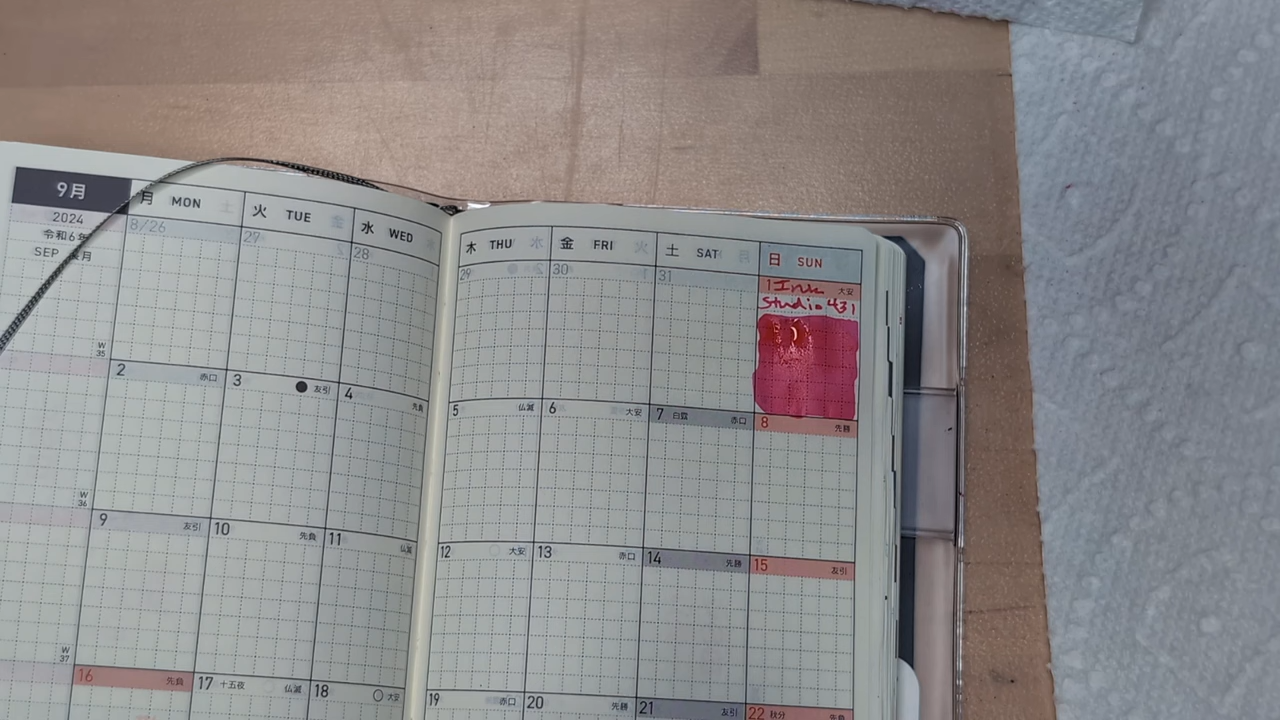 9月
2024
令和6年
SEP
月 MON
火 TUE
水 WED
木 THU
金 FRI
土 SAT
日 SUN
8/26
28
29
30
31
1 Ink 大安
Studio 431
W
35
2 赤口
3 友引
4 先負
5 仏滅
6 大安
7 白露 赤口
8 先勝
W
36
9 友引
10 先負
11 仏滅
12 大安
13 赤口
14 先勝
15 友引
W
37
16 先負
17 十五夜 仏滅
18 大安
19 赤口
20 先勝
21 友引
22 秋分 先負